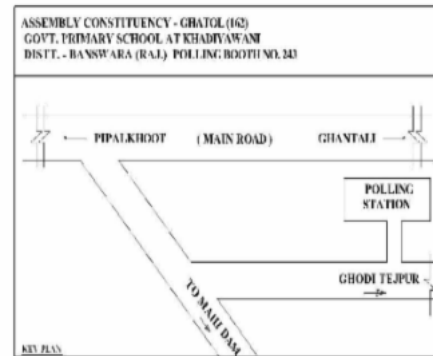 ASSEMBLY CONSTITUENCY - GHATOL (162)
GOVT. PRIMARY SCHOOL AT KHADIYAWANI
DISTT. - BANSWARA (RAJ.) POLLING BOOTH NO. 243
PIPALKHOOT (MAIN ROAD) GHANTALI
POLLING
STATION
GHODI TEJPUR
TO MAHI DAM
KEY PLAN